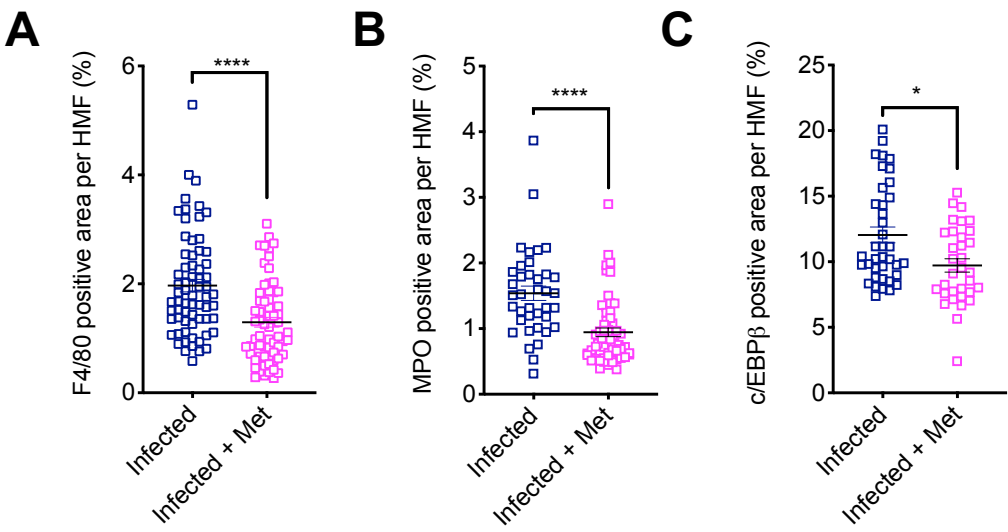 A
F4/80 positive area per HMF (%)
6
4
2
0
****
Infected
Infected + Met
B
MPO positive area per HMF (%)
5
4
3
2
1
0
****
Infected
Infected + Met
C
c/EBPβ positive area per HMF (%)
25
20
15
10
5
0
*
Infected
Infected + Met